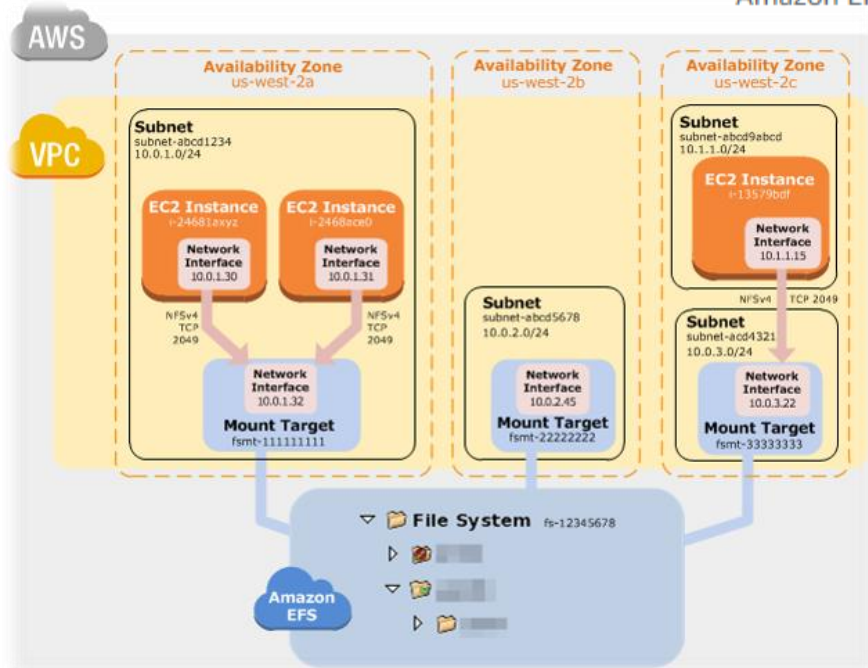 Amazon
AWS
VPC
Availability Zone
us-west-2a
Subnet
subnet-abcd1234
10.0.1.0/24
EC2 Instance
i-24681axyz
Network
Interface
10.0.1.30
EC2 Instance
i-2468ace0
Network
Interface
10.0.1.31
NFSv4
TCP
2049
NFSv4
TCP
2049
Network
Interface
10.0.1.32
Mount Target
fsmt-111111111
Availability Zone
us-west-2b
Subnet
subnet-abcd5678
10.0.2.0/24
Network
Interface
10.0.2.45
Mount Target
fsmt-22222222
Availability Zone
us-west-2c
Subnet
subnet-abcd9abcd
10.1.1.0/24
EC2 Instance
i-13579bdf
Network
Interface
10.1.1.15
NFSv4 TCP 2049
Subnet
subnet-acd4321
10.0.3.0/24
Network
Interface
10.0.3.22
Mount Target
fsmt-33333333
File System fs-12345678
Amazon
EFS